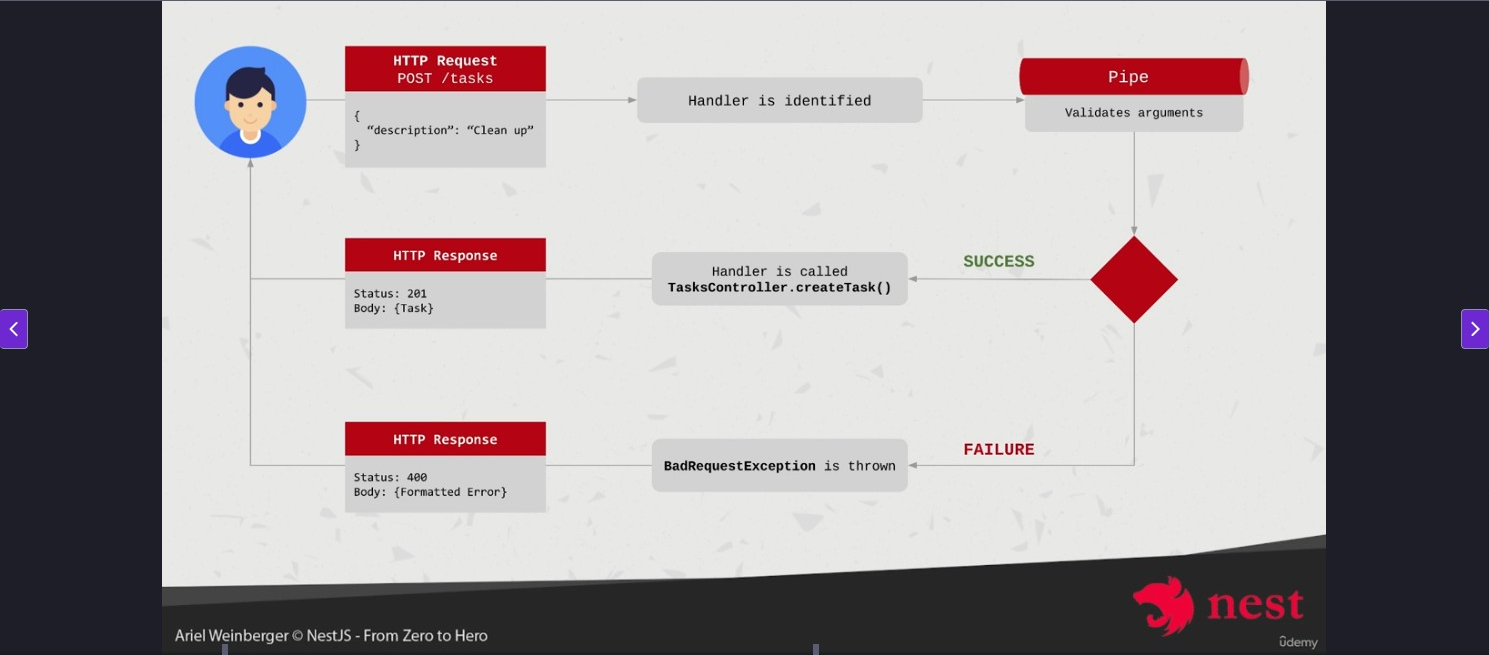 HTTP Request
POST /tasks
{
“description”: “Clean up”
}
Handler is identified
Pipe
Validates arguments
HTTP Response
Status: 201
Body: {Task}
Handler is called
TasksController.createTask()
SUCCESS
HTTP Response
Status: 400
Body: {Formatted Error}
BadRequestException is thrown
FAILURE
nest
Ariel Weinberger © NestJS - From Zero to Hero
ûdemy